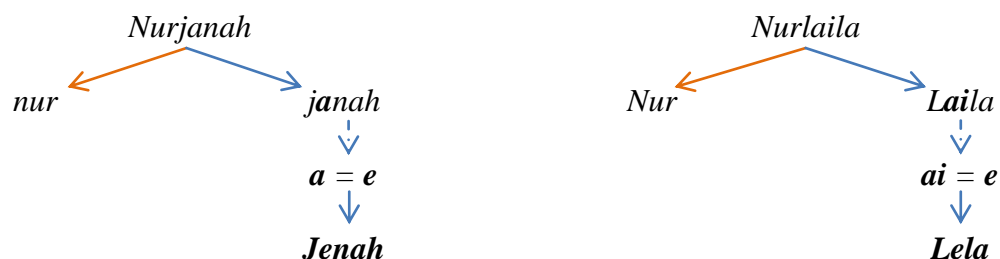 Nurjanah Nurlaila
nur janah Nur Laila
a = e ai = e
Jenah Lela